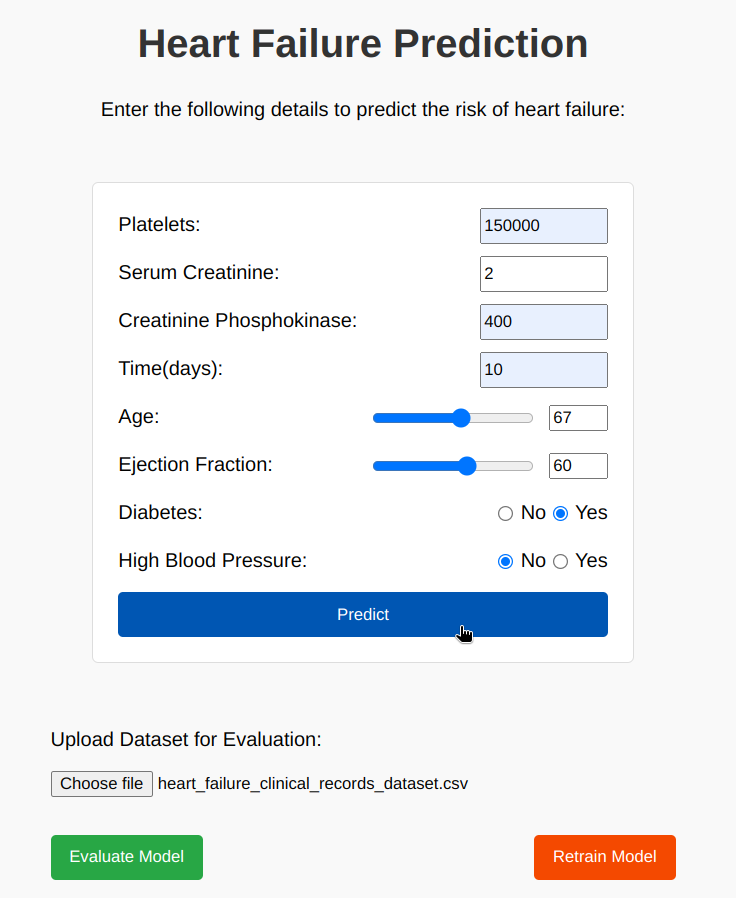 Heart Failure Prediction
Enter the following details to predict the risk of heart failure:
Platelets: 150000
Serum Creatinine: 2
Creatinine Phosphokinase: 400
Time(days): 10
Age: 67
Ejection Fraction: 60
Diabetes: No Yes
High Blood Pressure: No Yes
Predict
Upload Dataset for Evaluation:
Choose file heart_failure_clinical_records_dataset.csv
Evaluate Model Retrain Model